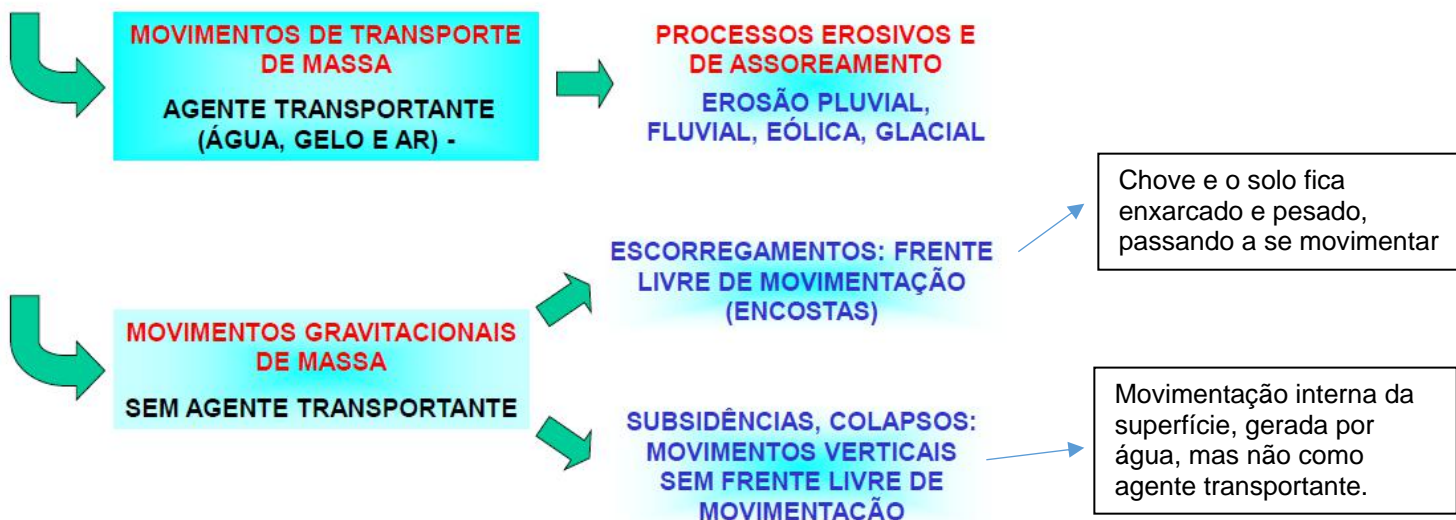 MOVIMENTOS DE TRANSPORTE
DE MASSA
AGENTE TRANSPORTANTE
(ÁGUA, GELO E AR) -
PROCESSOS EROSIVOS E
DE ASSOREAMENTO
EROSÃO PLUVIAL,
FLUVIAL, EÓLICA, GLACIAL
MOVIMENTOS GRAVITACIONAIS
DE MASSA
SEM AGENTE TRANSPORTANTE
ESCORREGAMENTOS: FRENTE
LIVRE DE MOVIMENTAÇÃO
(ENCOSTAS)
Chove e o solo fica
enxarcado e pesado,
passando a se movimentar
SUBSIDÊNCIAS, COLAPSOS:
MOVIMENTOS VERTICAIS
SEM FRENTE LIVRE DE
MOVIMENTAÇÃO
Movimentação interna da
superfície, gerada por
água, mas não como
agente transportante.